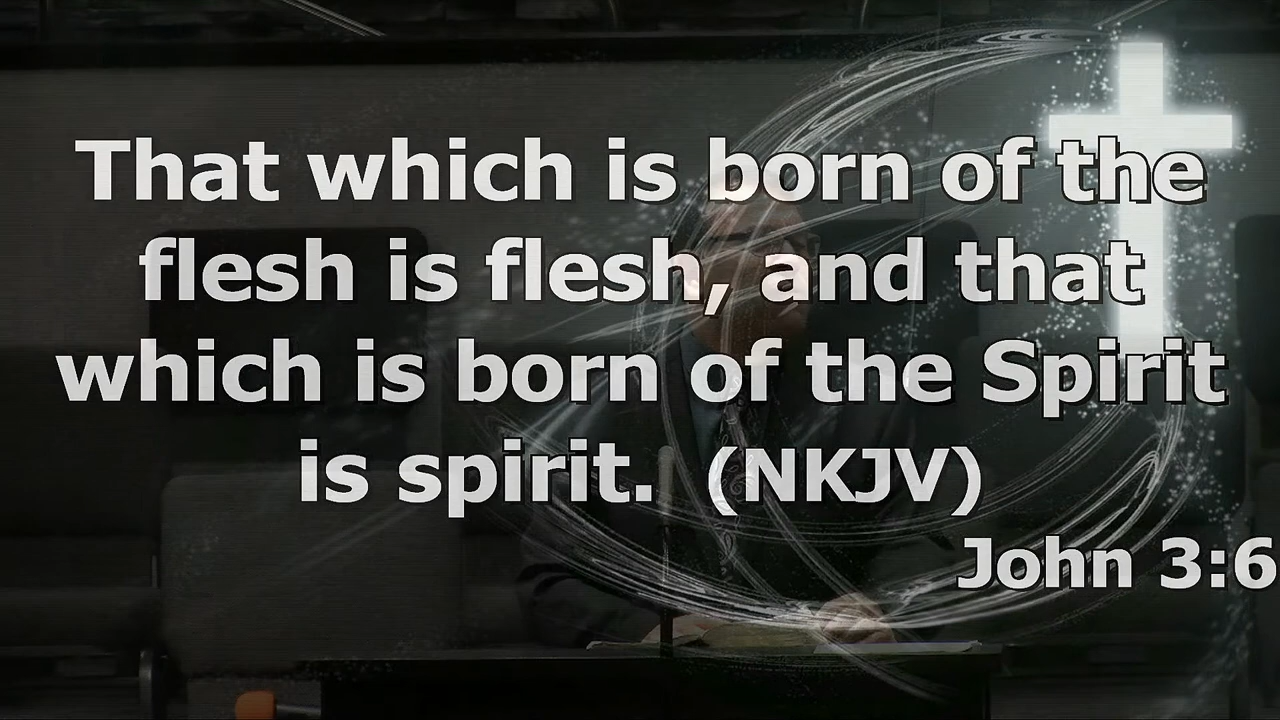 That which is born of the
flesh is flesh, and that
which is born of the Spirit
is spirit. (NKJV)
John 3:6